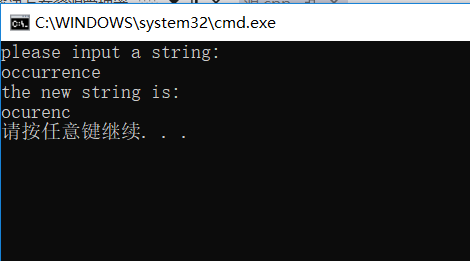 C:\WINDOWS\system32\cmd.exe
please input a string:
occurrence
the new string is:
ocurenc
请按任意键继续. . .